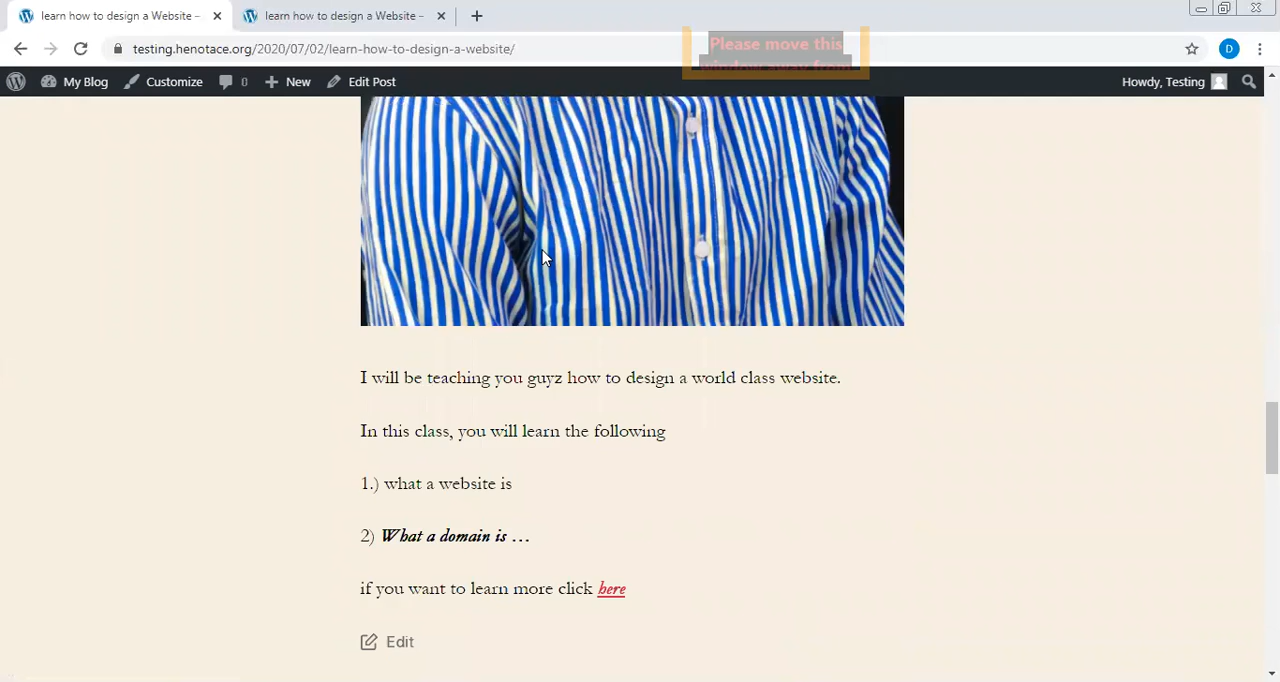 learn how to design a Website –
learn how to design a Website –
testing.henotace.org/2020/07/02/learn-how-to-design-a-website/
Please move this
window away from
D
My Blog
Customize
0
New
Edit Post
Howdy, Testing
I will be teaching you guyz how to design a world class website.
In this class, you will learn the following
1.) what a website is
2) What a domain is …
if you want to learn more click here
Edit